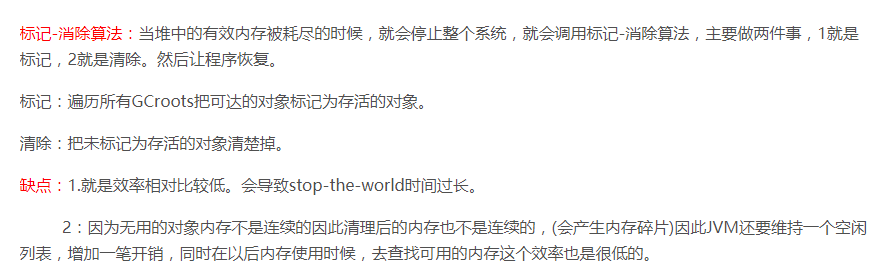 标记-消除算法：当堆中的有效内存被耗尽的时候，就会停止整个系统，就会调用标记-消除算法，主要做两件事，1就是
标记，2就是清除。然后让程序恢复。
标记：遍历所有GCroots把可达的对象标记为存活的对象。
清除：把未标记为存活的对象清楚掉。
缺点：1.就是效率相对比较低。会导致stop-the-world时间过长。
2：因为无用的对象内存不是连续的因此清理后的内存也不是连续的，(会产生内存碎片)因此JVM还要维持一个空闲
列表，增加一笔开销，同时在以后内存使用时候，去查找可用的内存这个效率也是很低的。